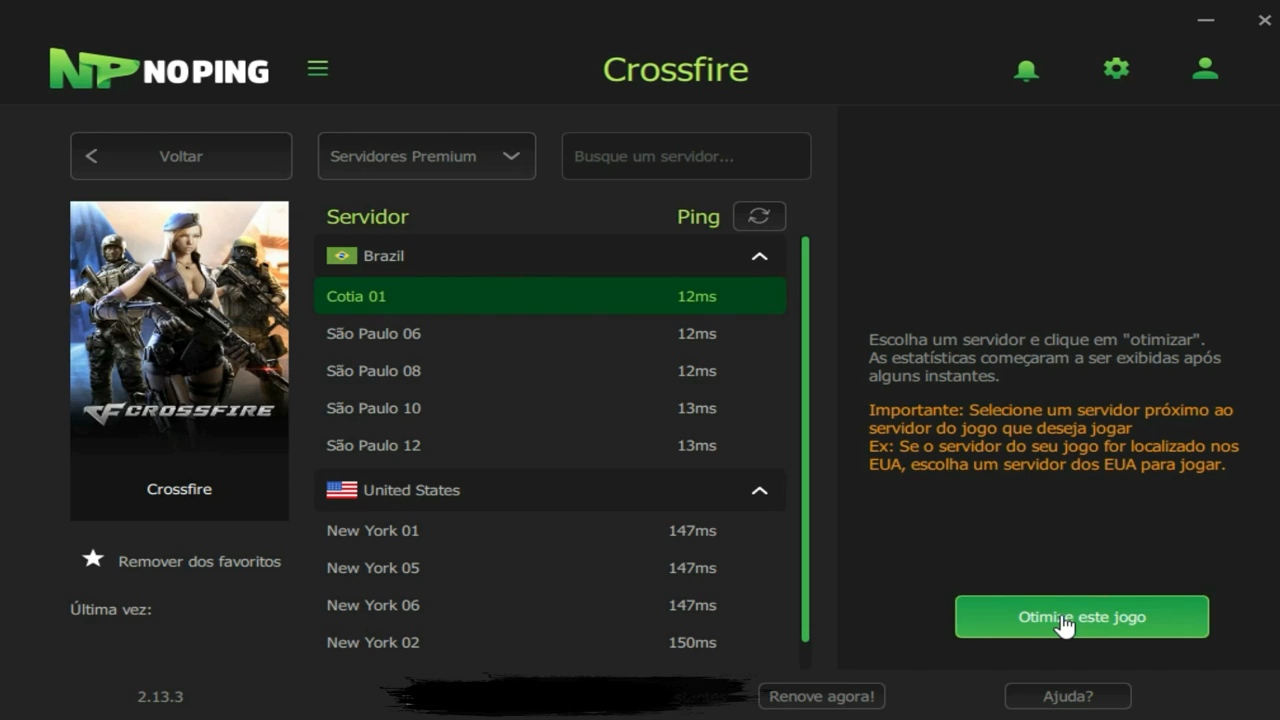 NP NOPING
Crossfire
Voltar
Servidores Premium
Busque um servidor...
Servidor Ping
Brazil
Cotia 01 12ms
São Paulo 06 12ms
São Paulo 08 12ms
São Paulo 10 13ms
São Paulo 12 13ms
United States
New York 01 147ms
New York 05 147ms
New York 06 147ms
New York 02 150ms
CF CROSSFIRE
Crossfire
Remover dos favoritos
Última vez:
Escolha um servidor e clique em "otimizar".
As estatísticas começaram a ser exibidas após
alguns instantes.
Importante: Selecione um servidor próximo ao
servidor do jogo que deseja jogar
Ex: Se o servidor do seu jogo for localizado nos
EUA, escolha um servidor dos EUA para jogar.
Otimize este jogo
2.13.3
Renove agora!
Ajuda?